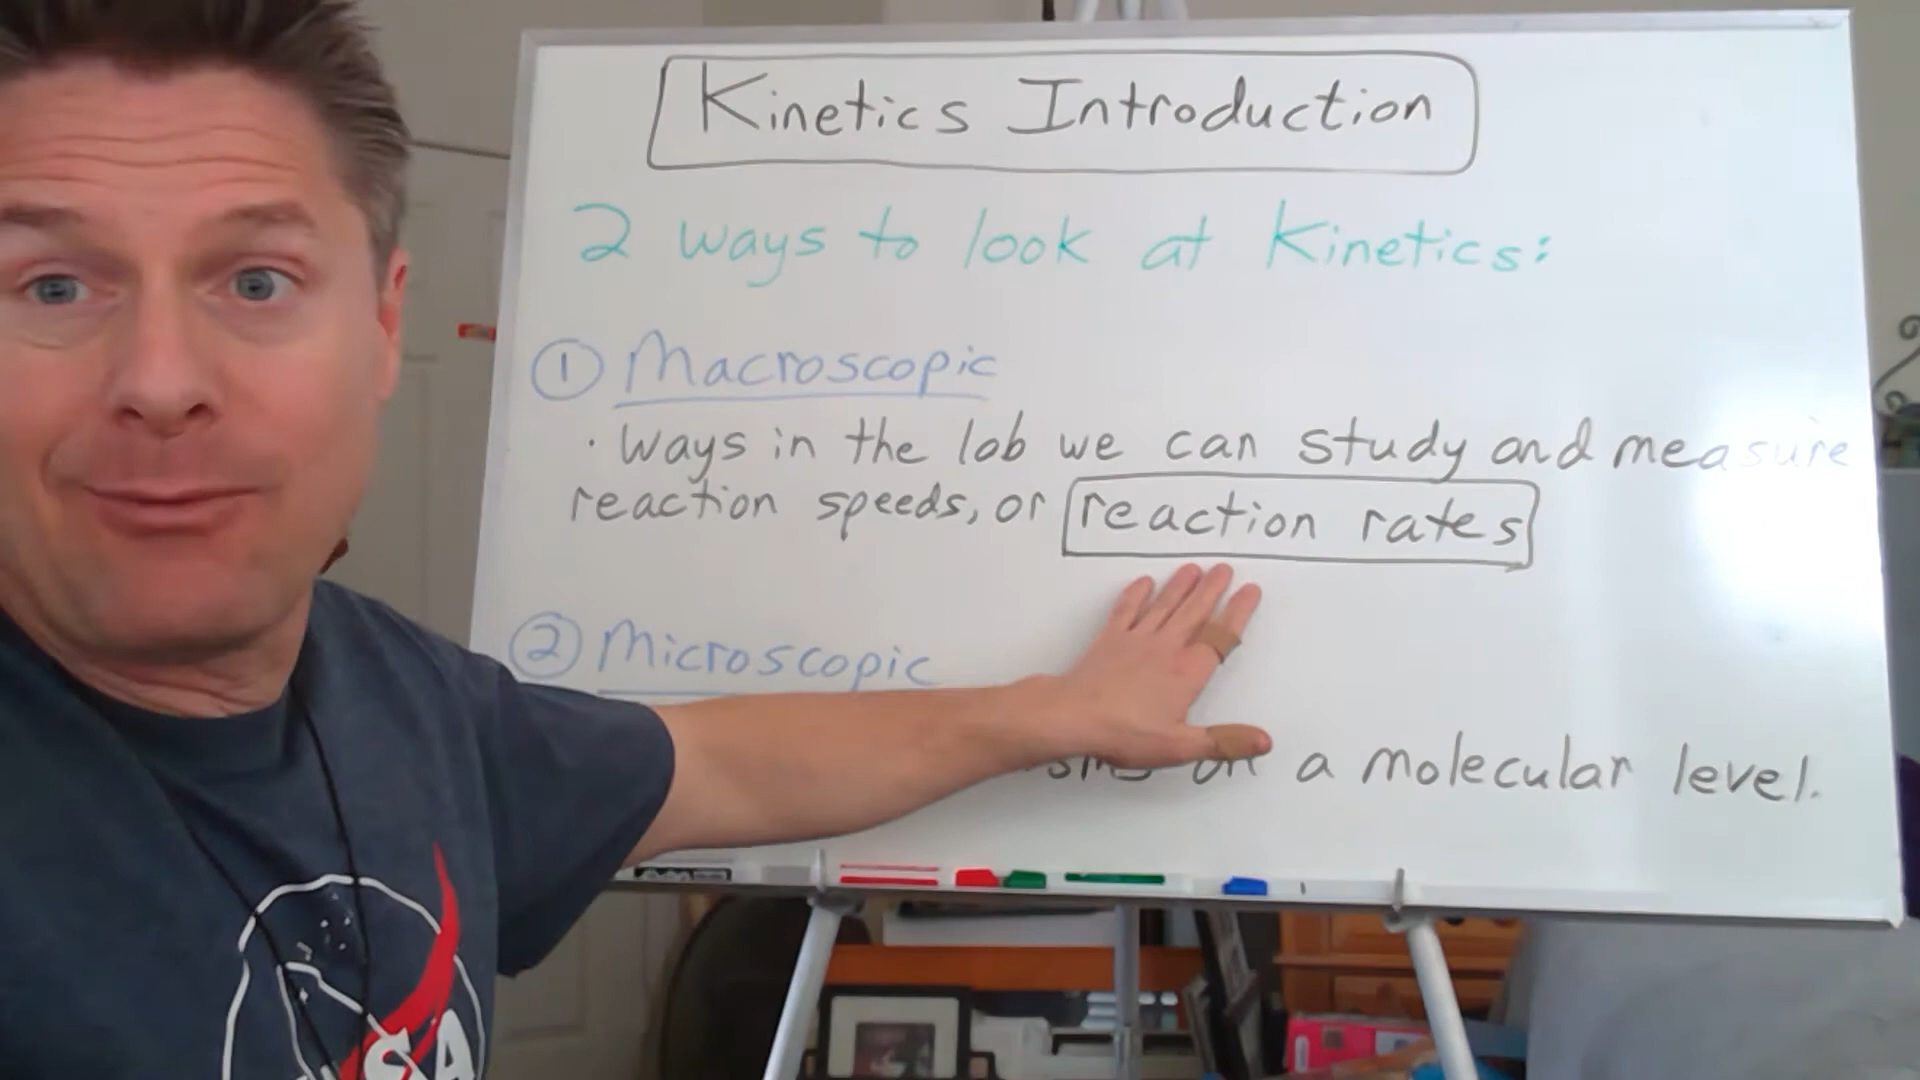 Kinetics Introduction
2 ways to look at Kinetics:
① Macroscopic
· Ways in the lab we can study and measure
reaction speeds, or reaction rates
② Microscopic
a molecular level.